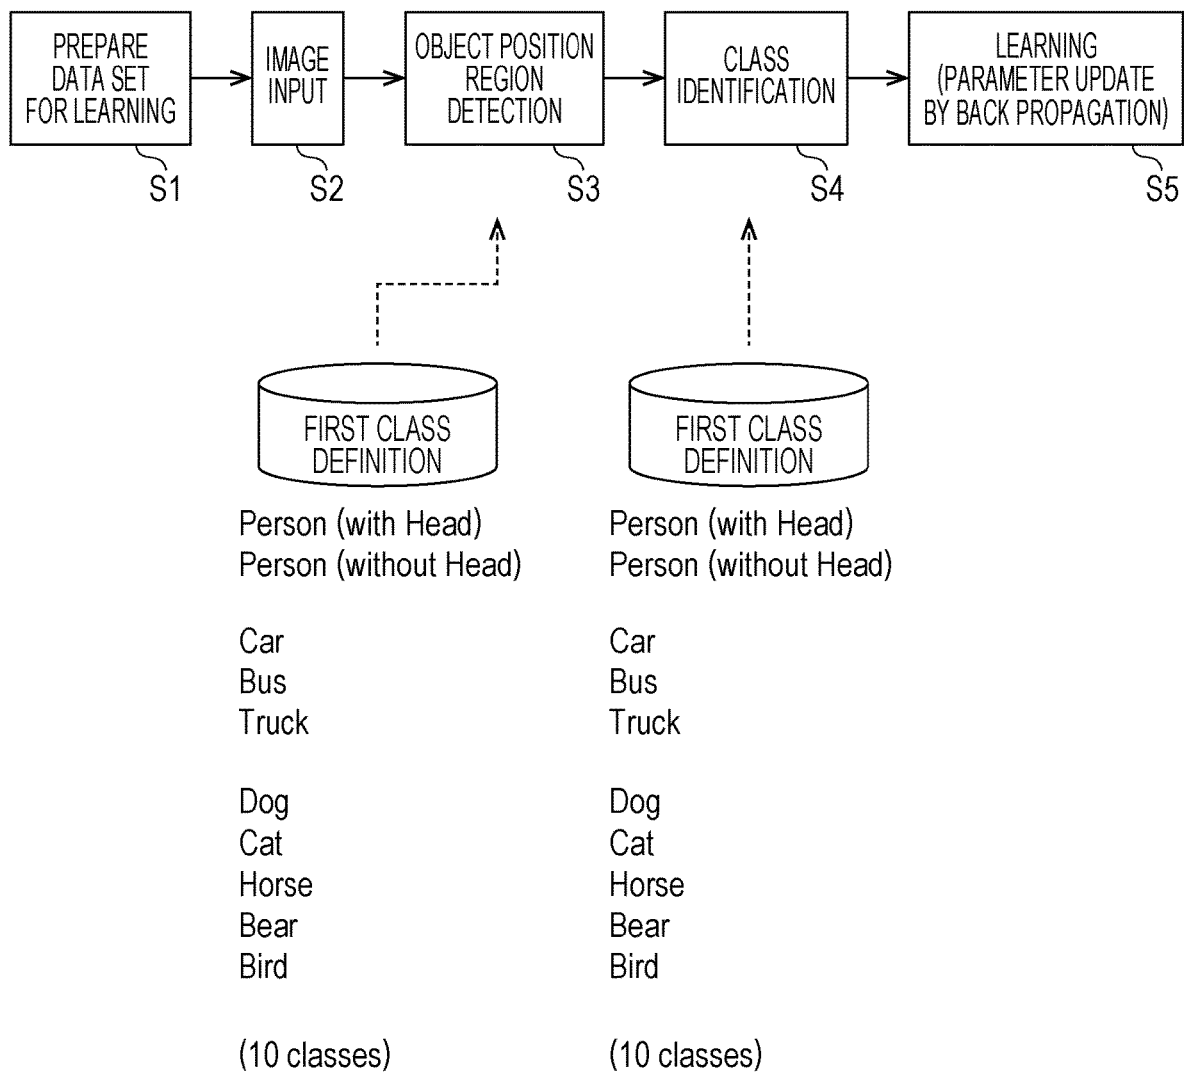 PREPARE
DATA SET
FOR LEARNING
S1
IMAGE
INPUT
S2
OBJECT POSITION
REGION
DETECTION
S3
CLASS
IDENTIFICATION
S4
LEARNING
(PARAMETER UPDATE
BY BACK PROPAGATION)
S5
FIRST CLASS
DEFINITION
Person (with Head)
Person (without Head)
Car
Bus
Truck
Dog
Cat
Horse
Bear
Bird
(10 classes)
FIRST CLASS
DEFINITION
Person (with Head)
Person (without Head)
Car
Bus
Truck
Dog
Cat
Horse
Bear
Bird
(10 classes)